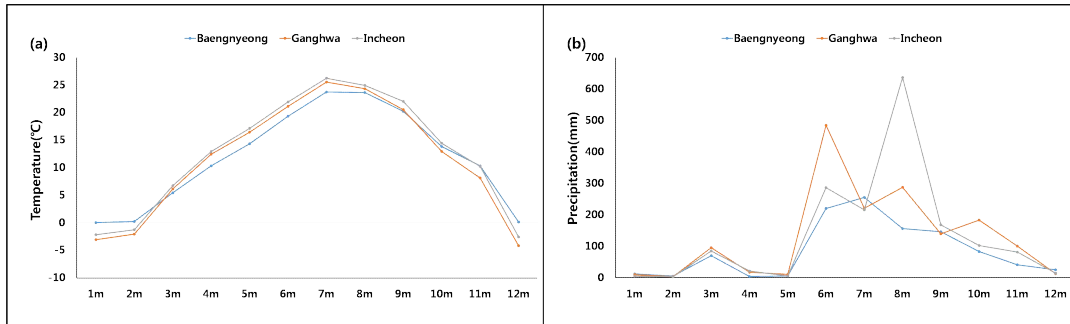 (a)
Baengnyeong Ganghwa Incheon
Temperature(℃)
30
25
20
15
10
5
0
-5
-10
1m 2m 3m 4m 5m 6m 7m 8m 9m 10m 11m 12m
(b)
Baengnyeong Ganghwa Incheon
Precipitation(mm)
700
600
500
400
300
200
100
0
1m 2m 3m 4m 5m 6m 7m 8m 9m 10m 11m 12m